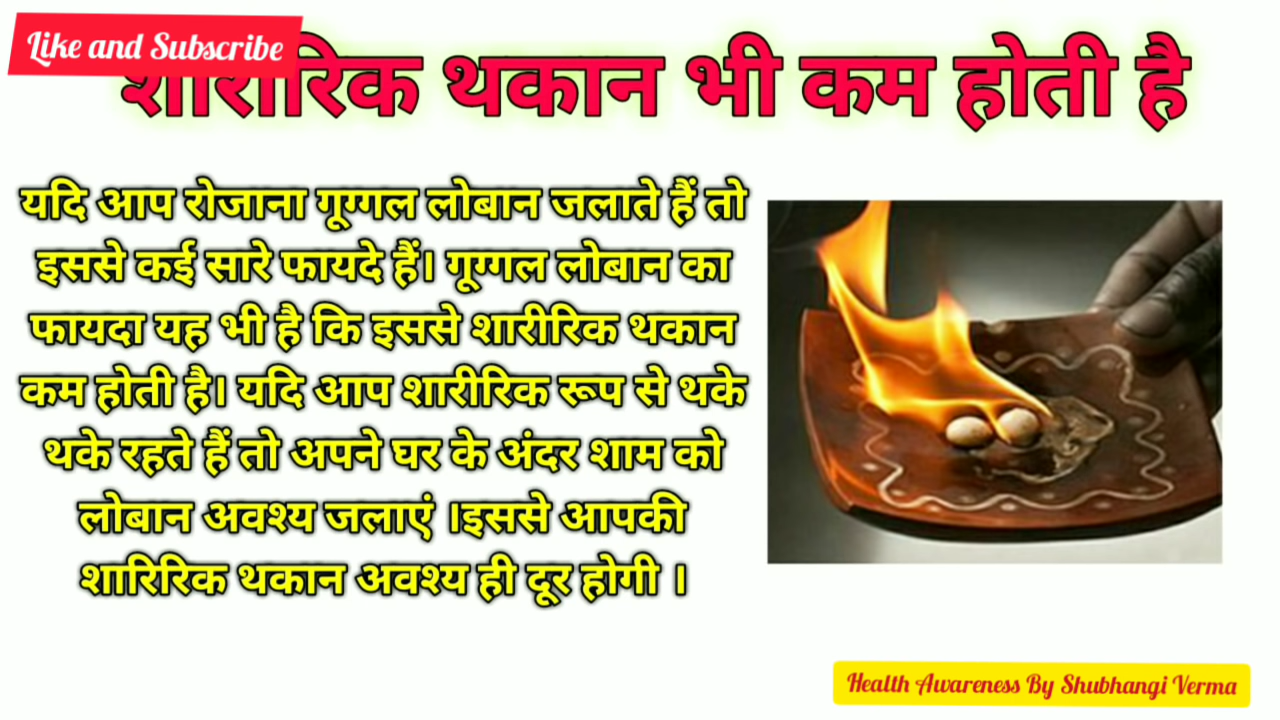 Like and Subscribe
शारीरिक थकान भी कम होती है
यदि आप रोजाना गूग्गल लोबान जलाते हैं तो
इससे कई सारे फायदे हैं। गूग्गल लोबान का
फायदा यह भी है कि इससे शारीरिक थकान
कम होती है। यदि आप शारीरिक रूप से थके
थके रहते हैं तो अपने घर के अंदर शाम को
लोबान अवश्य जलाएं ।इससे आपकी
शारिरिक थकान अवश्य ही दूर होगी ।
Health Awareness By Shubhangi Verma